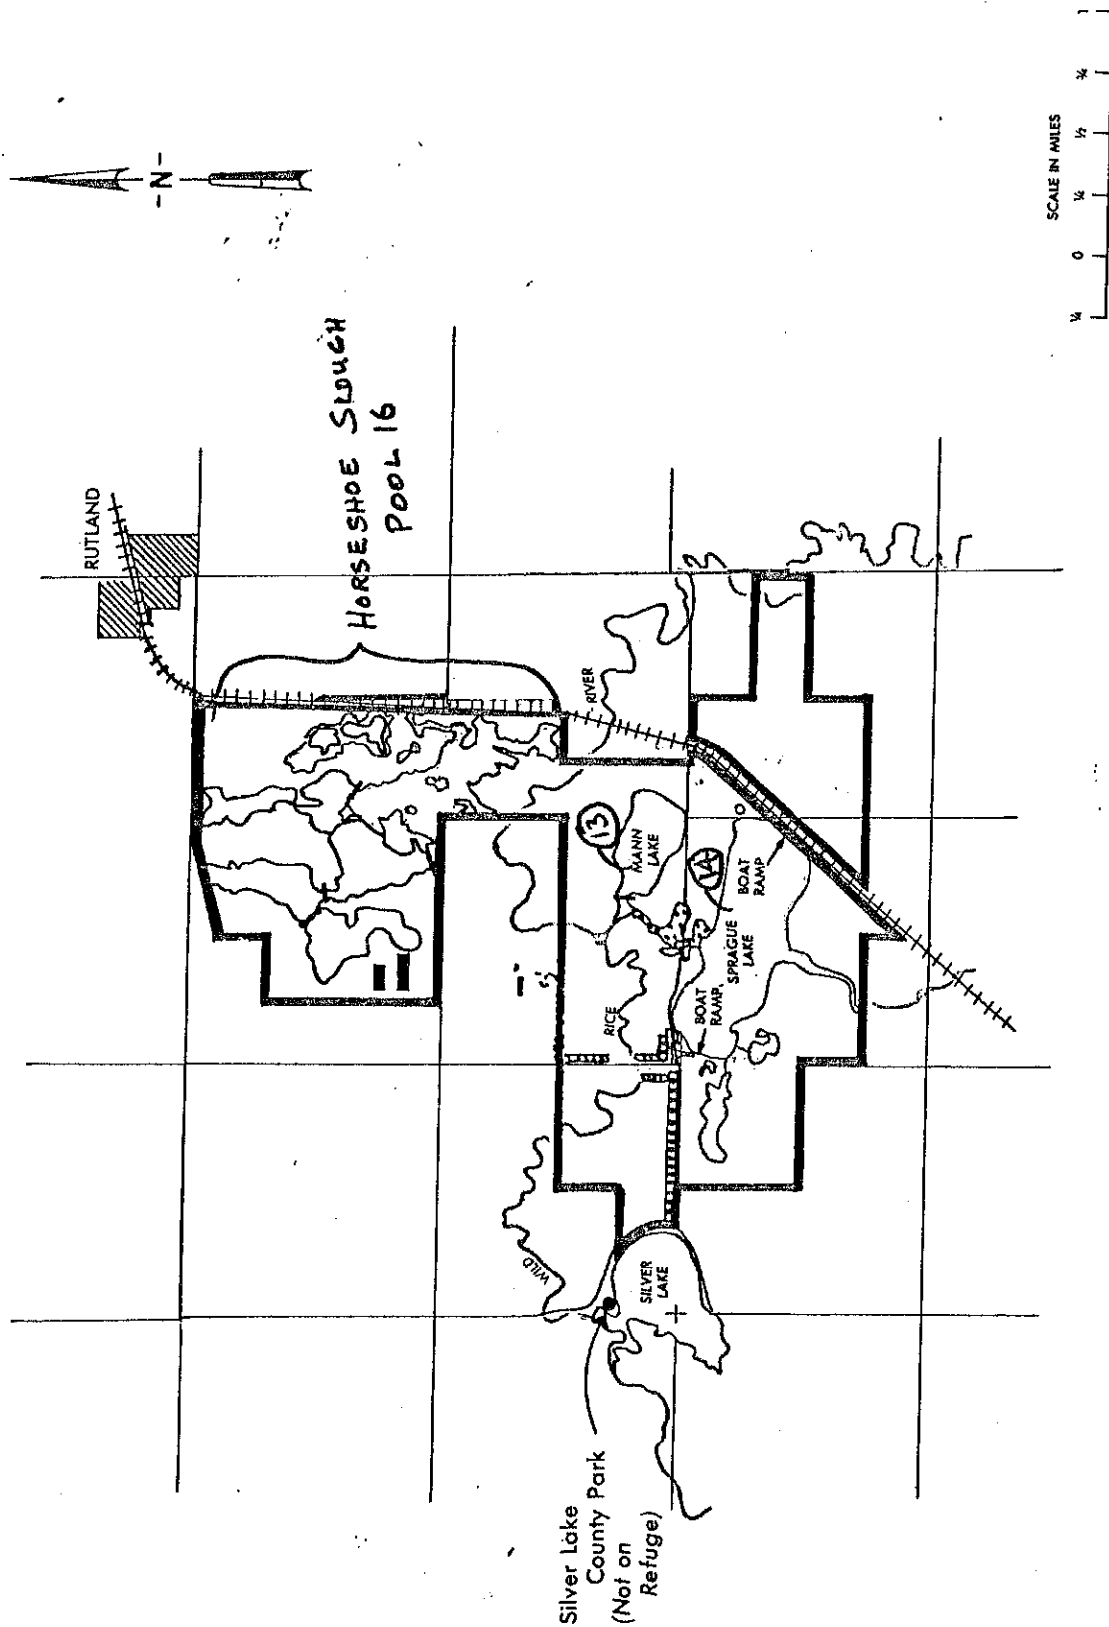 -N-
RUTLAND
HORSESHOE SLOUGH
POOL 16
RIVER
13
MANN
LAKE
14
BOAT
RAMP
SPRAGUE
LAKE
BOAT
RAMP
RICE
WILD
SILVER
LAKE
Silver Lake
County Park
(Not on
Refuge)
SCALE IN MILES
¼ 0 ¼ ½ ¾ 1